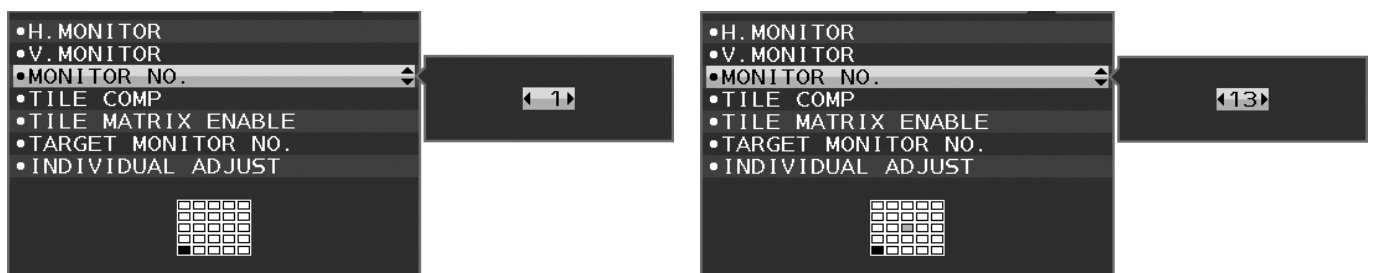 •H.MONITOR
•V.MONITOR
•MONITOR NO.
•TILE COMP
•TILE MATRIX ENABLE
•TARGET MONITOR NO.
•INDIVIDUAL ADJUST
1
•H.MONITOR
•V.MONITOR
•MONITOR NO.
•TILE COMP
•TILE MATRIX ENABLE
•TARGET MONITOR NO.
•INDIVIDUAL ADJUST
13